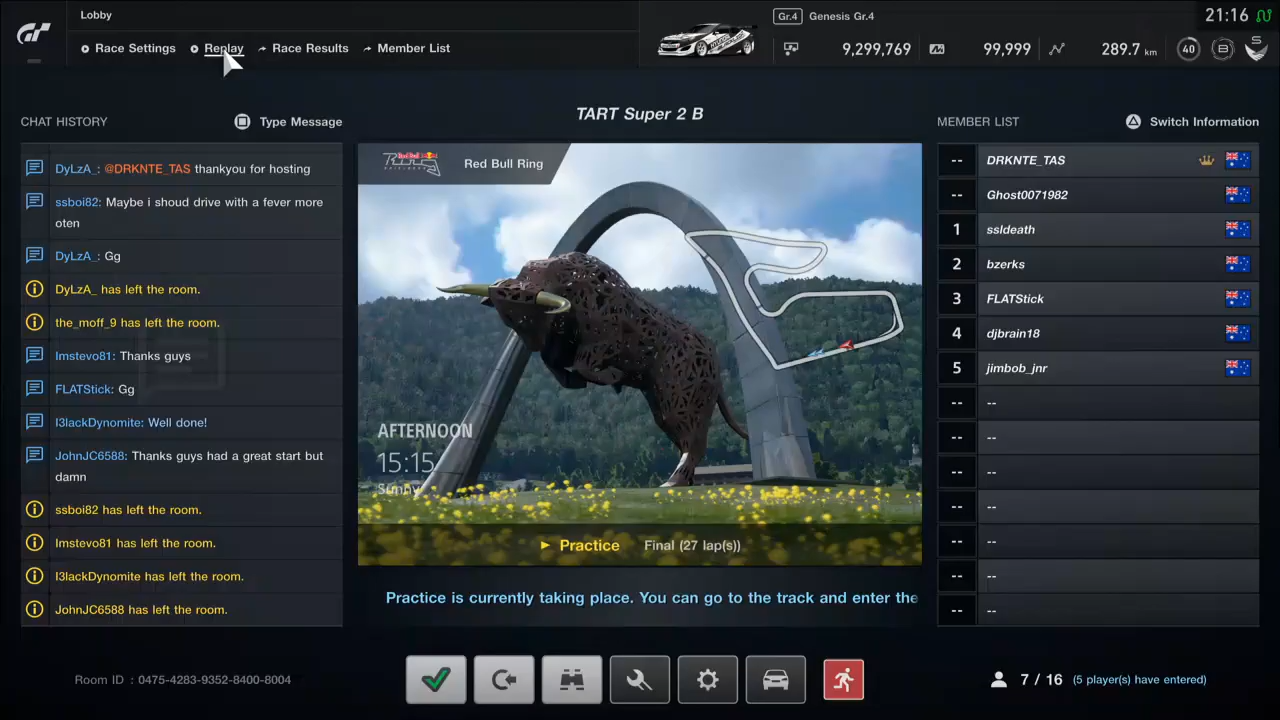 Lobby
Race Settings
Replay
Race Results
Member List
Gr.4
Genesis Gr.4
9,299,769
99,999
289.7 km
40
B
S
21:16
CHAT HISTORY
Type Message
DyLzA_: @DRKNTE_TAS thankyou for hosting
ssboi82: Maybe i shoud drive with a fever more
oten
DyLzA_: Gg
DyLzA_ has left the room.
the_moff_9 has left the room.
Imstevo81: Thanks guys
FLATStick: Gg
I3lackDynomite: Well done!
JohnJC6588: Thanks guys had a great start but
damn
ssboi82 has left the room.
Imstevo81 has left the room.
I3lackDynomite has left the room.
JohnJC6588 has left the room.
TART Super 2 B
Red Bull Ring
AFTERNOON
15:15
Sunny
Practice
Final (27 lap(s))
Practice is currently taking place. You can go to the track and enter the
MEMBER LIST
Switch Information
-- DRKNTE_TAS
-- Ghost0071982
1 ssldeath
2 bzerks
3 FLATStick
4 djbrain18
5 jimbob_jnr
-- --
-- --
-- --
-- --
-- --
-- --
-- --
Room ID : 0475-4283-9352-8400-8004
7 / 16
(5 player(s) have entered)